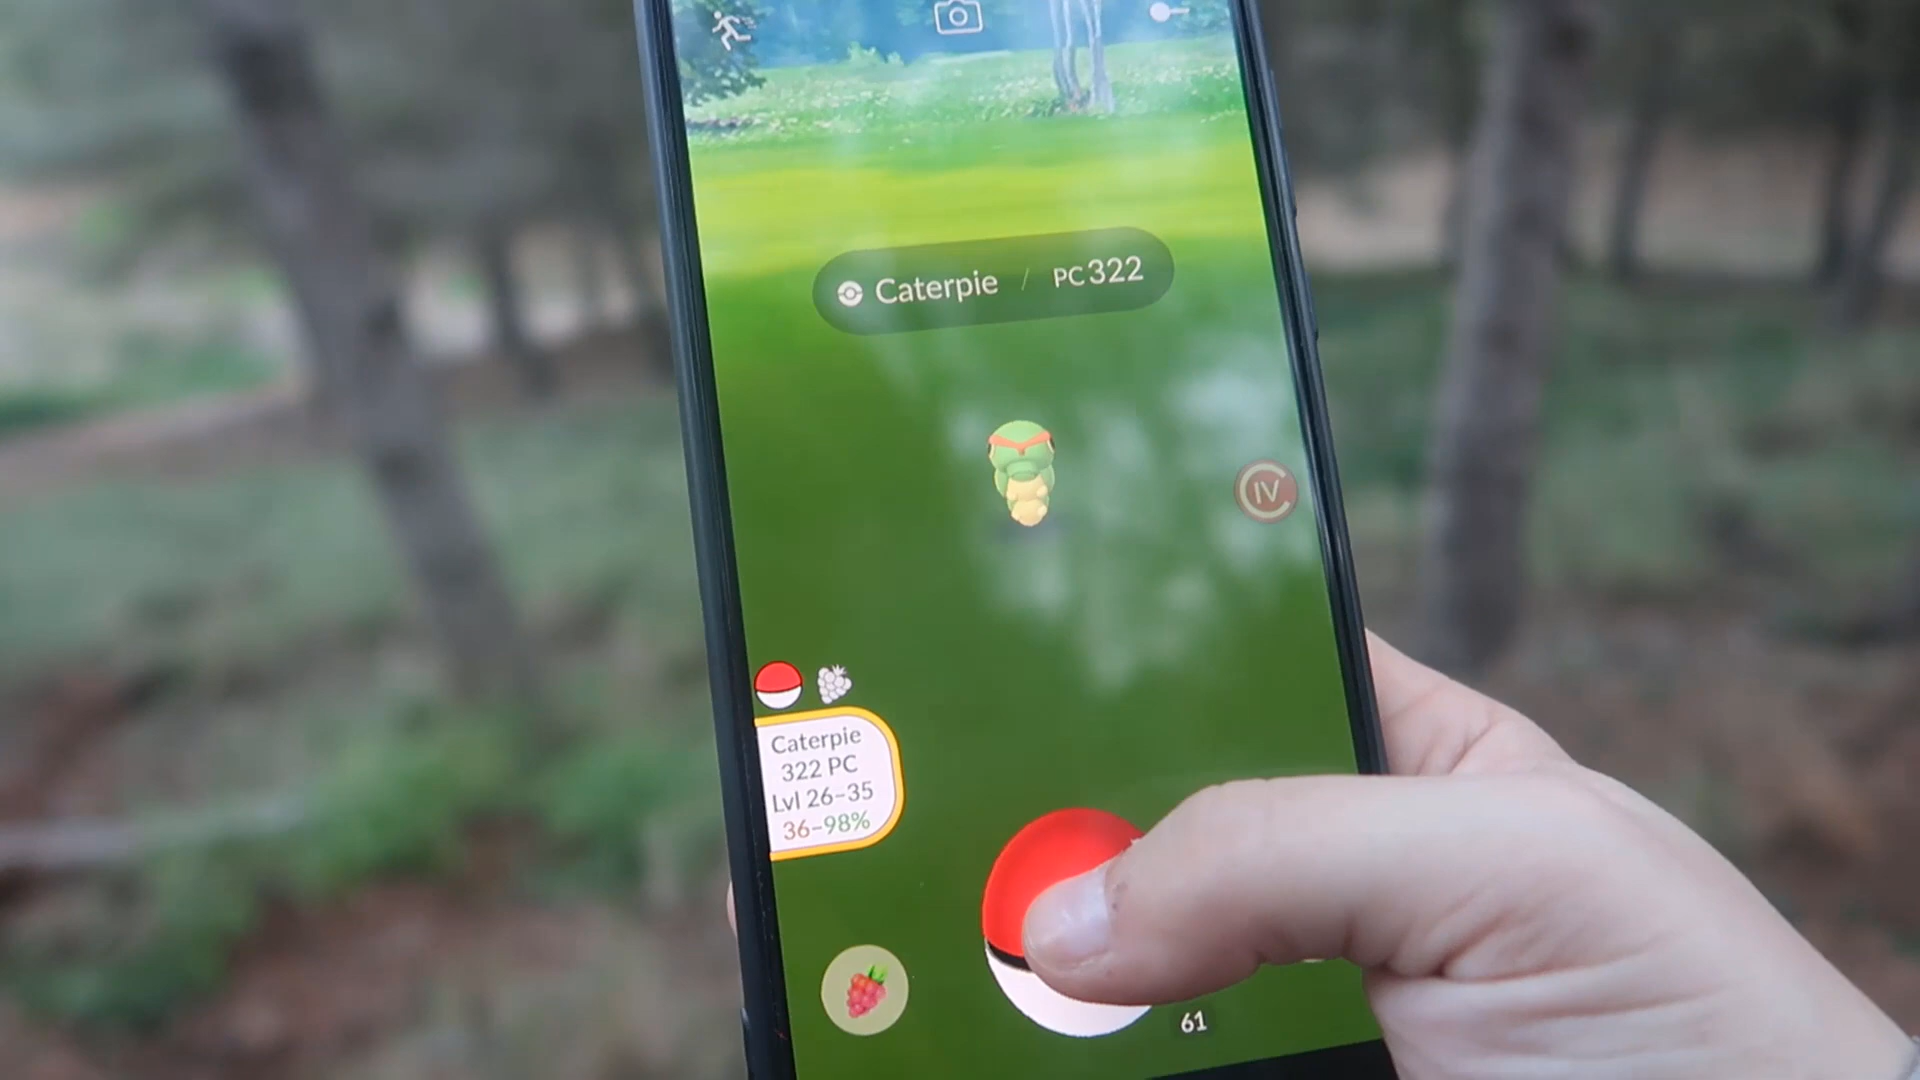 Caterpie / PC322
IV
Caterpie
322 PC
Lvl 26–35
36–98%
61